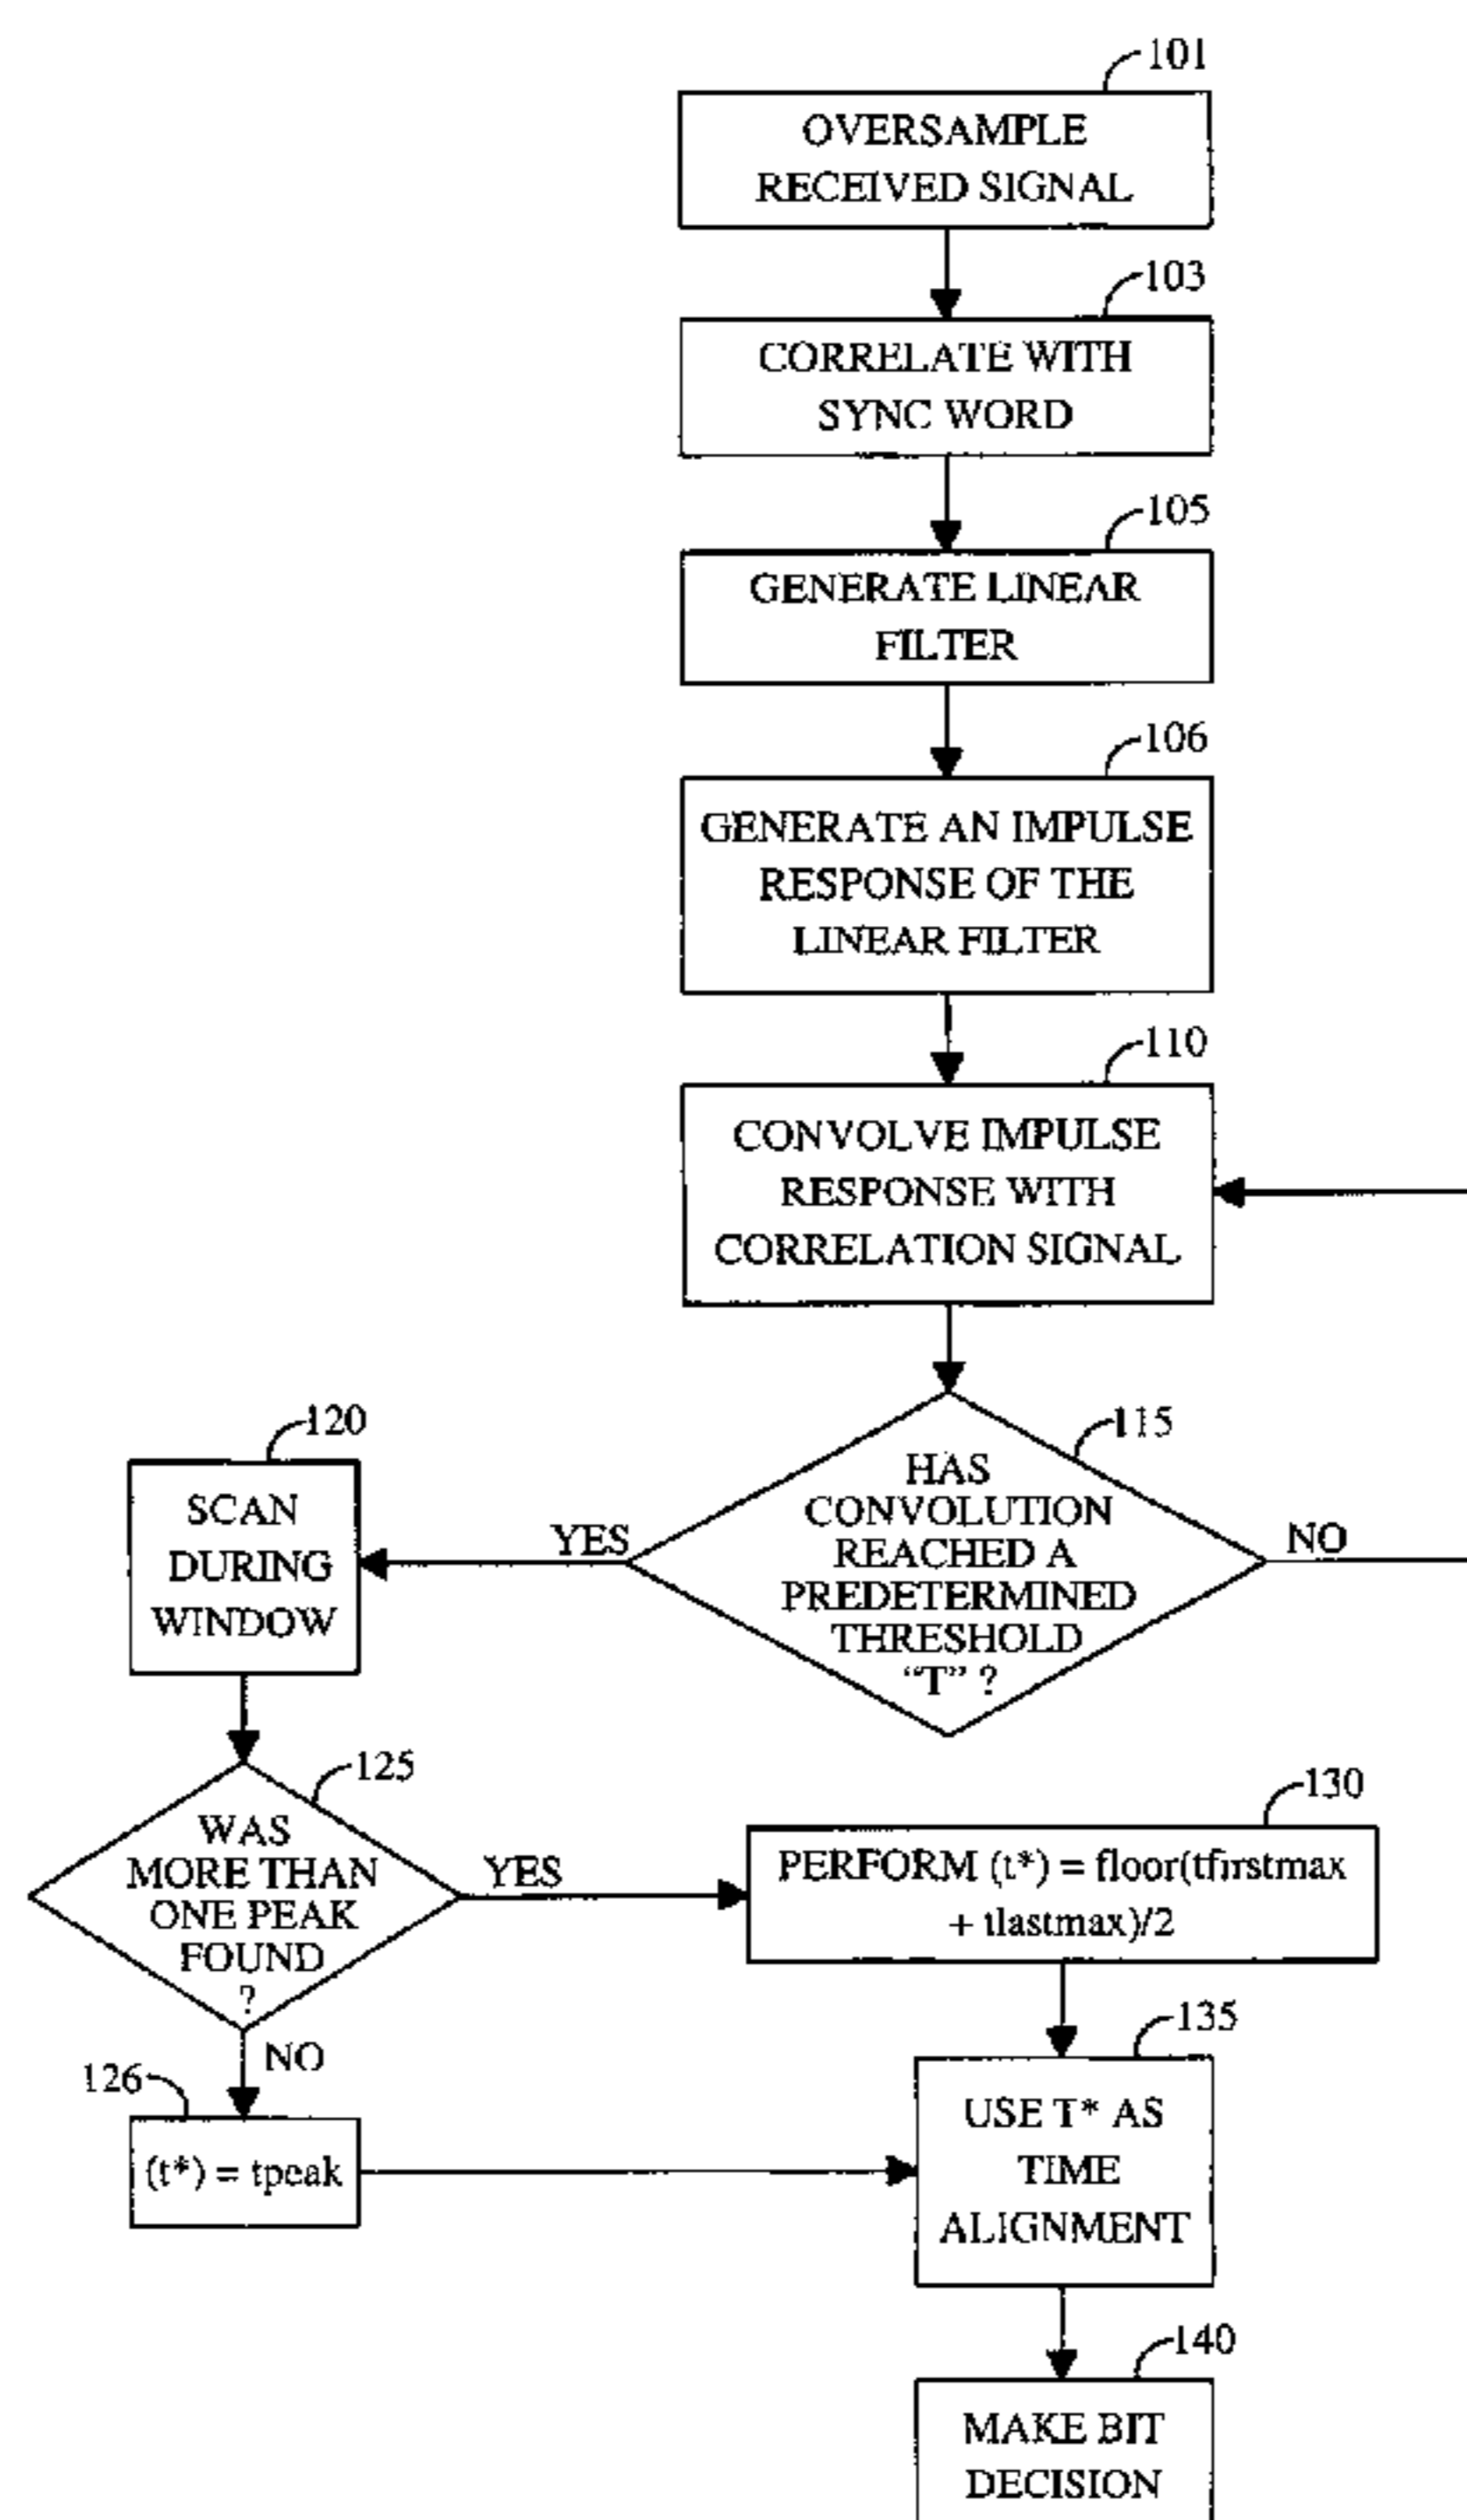 101
OVERSAMPLE
RECEIVED SIGNAL
103
CORRELATE WITH
SYNC WORD
105
GENERATE LINEAR
FILTER
106
GENERATE AN IMPULSE
RESPONSE OF THE
LINEAR FILTER
110
CONVOLVE IMPULSE
RESPONSE WITH
CORRELATION SIGNAL
115
HAS
CONVOLUTION
REACHED A
PREDETERMINED
THRESHOLD
“T” ?
YES
NO
120
SCAN
DURING
WINDOW
125
WAS
MORE THAN
ONE PEAK
FOUND
?
YES
NO
130
PERFORM (t*) = floor(tfirstmax
+ tlastmax)/2
126
(t*) = tpeak
135
USE T* AS
TIME
ALIGNMENT
140
MAKE BIT
DECISION